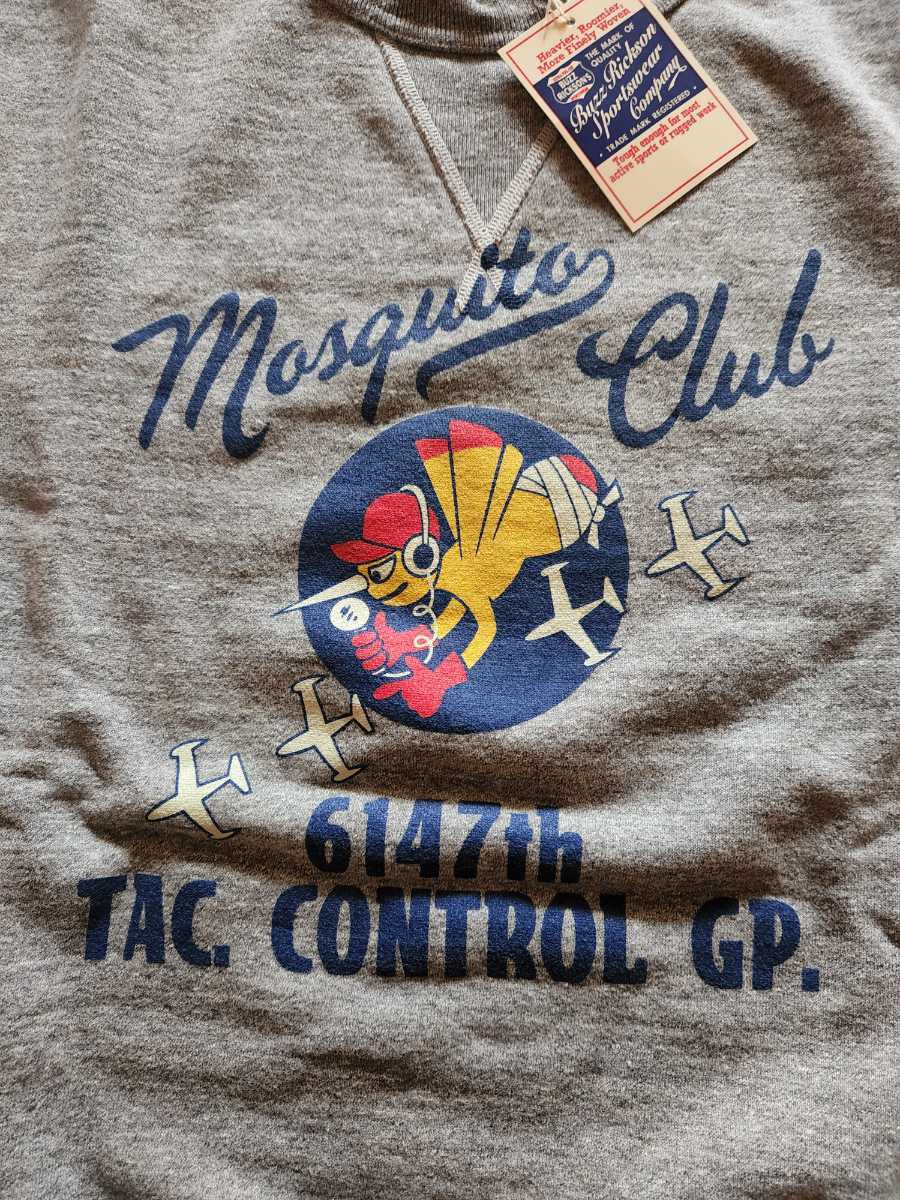 Heavier, Roomier,
More Finely Woven
BUZZ
RICKSON'S
THE MARK OF
QUALITY
Buzz Rickson
Sportswear
Company
• TRADE MARK REGISTERED •
Tough enough for most
active sports or rugged work
Mosquito Club
6147th
TAC. CONTROL GP.